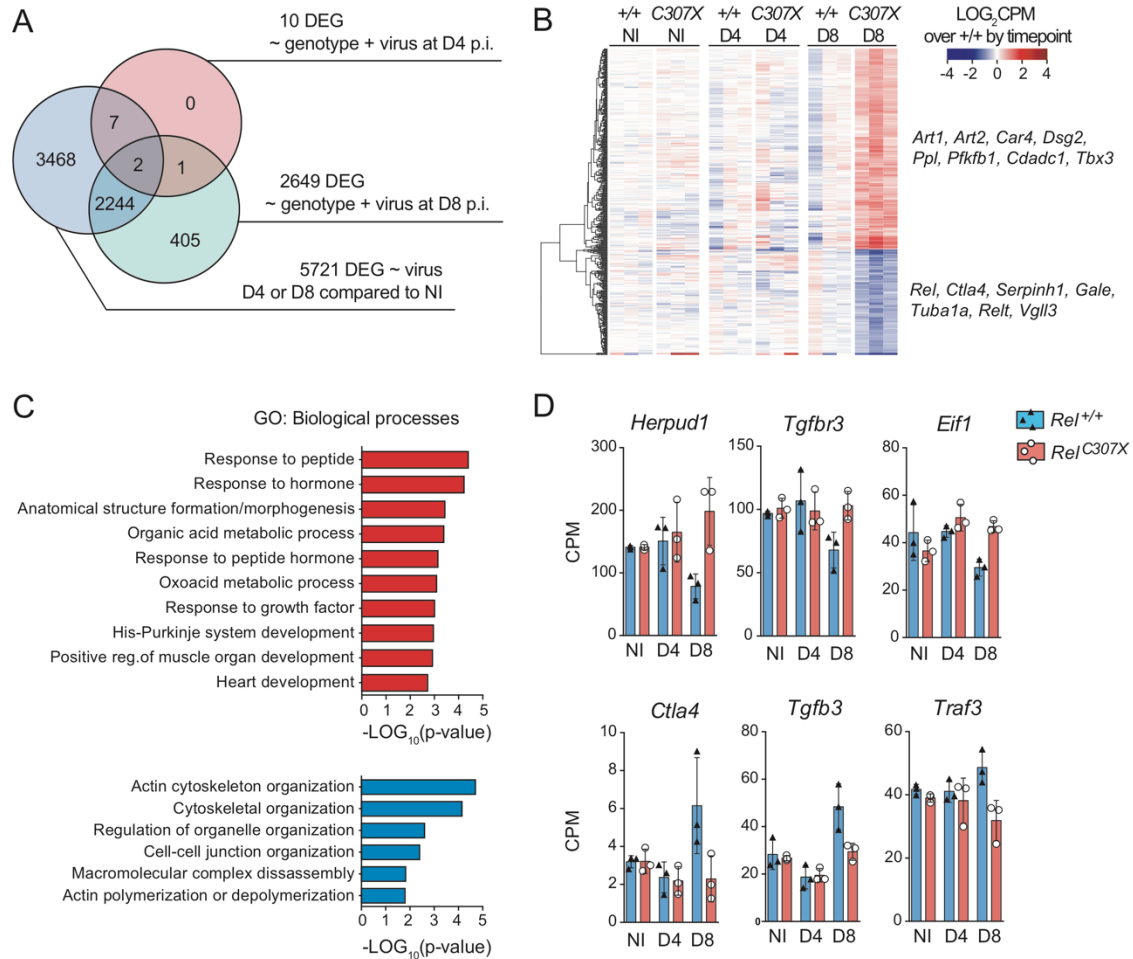 A
10 DEG
~ genotype + virus at D4 p.i.
0
7
3468
2
1
2649 DEG
~ genotype + virus at D8 p.i.
2244
405
5721 DEG ~ virus
D4 or D8 compared to NI
B
+/+ C307X +/+ C307X +/+ C307X
NI NI D4 D4 D8 D8
LOG2CPM
over +/+ by timepoint
-4 -2 0 2 4
Art1, Art2, Car4, Dsg2,
Ppl, Pfkfb1, Cdadc1, Tbx3
Rel, Ctla4, Serpinh1, Gale,
Tuba1a, Relt, Vgll3
C
GO: Biological processes
Response to peptide
Response to hormone
Anatomical structure formation/morphogenesis
Organic acid metabolic process
Response to peptide hormone
Oxoacid metabolic process
Response to growth factor
His-Purkinje system development
Positive reg.of muscle organ development
Heart development
0 1 2 3 4 5
-LOG10(p-value)
Actin cytoskeleton organization
Cytoskeletal organization
Regulation of organelle organization
Cell-cell junction organization
Macromolecular complex dissassembly
Actin polymerization or depolymerization
0 1 2 3 4 5
-LOG10(p-value)
D
Herpud1
CPM
300
200
100
0
NI D4 D8
Tgfbr3
150
100
50
0
NI D4 D8
Eif1
80
60
40
20
0
NI D4 D8
Rel+/+
RelC307X
Ctla4
CPM
10
8
6
4
2
0
NI D4 D8
Tgfb3
80
60
40
20
0
NI D4 D8
Traf3
60
40
20
0
NI D4 D8